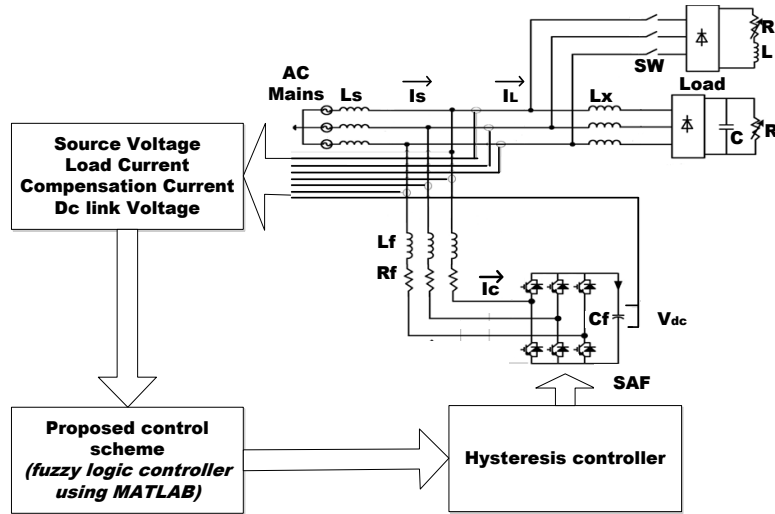 R
L
SW
Load
AC
Mains
Ls
Is
IL
Lx
C
R
Source Voltage
Load Current
Compensation Current
Dc link Voltage
Lf
Rf
Ic
Cf
Vdc
SAF
Proposed control
scheme
(fuzzy logic controller
using MATLAB)
Hysteresis controller